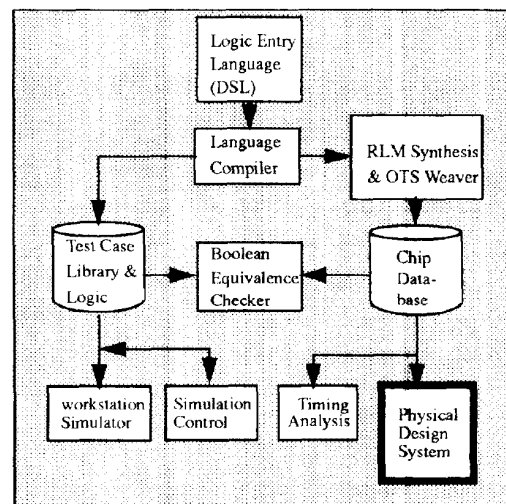 Logic Entry
Language
(DSL)
Language
Compiler
RLM Synthesis
& OTS Weaver
Test Case
Library &
Logic
Boolean
Equivalence
Checker
Chip
Data-
base
workstation
Simulator
Simulation
Control
Timing
Analysis
Physical
Design
System